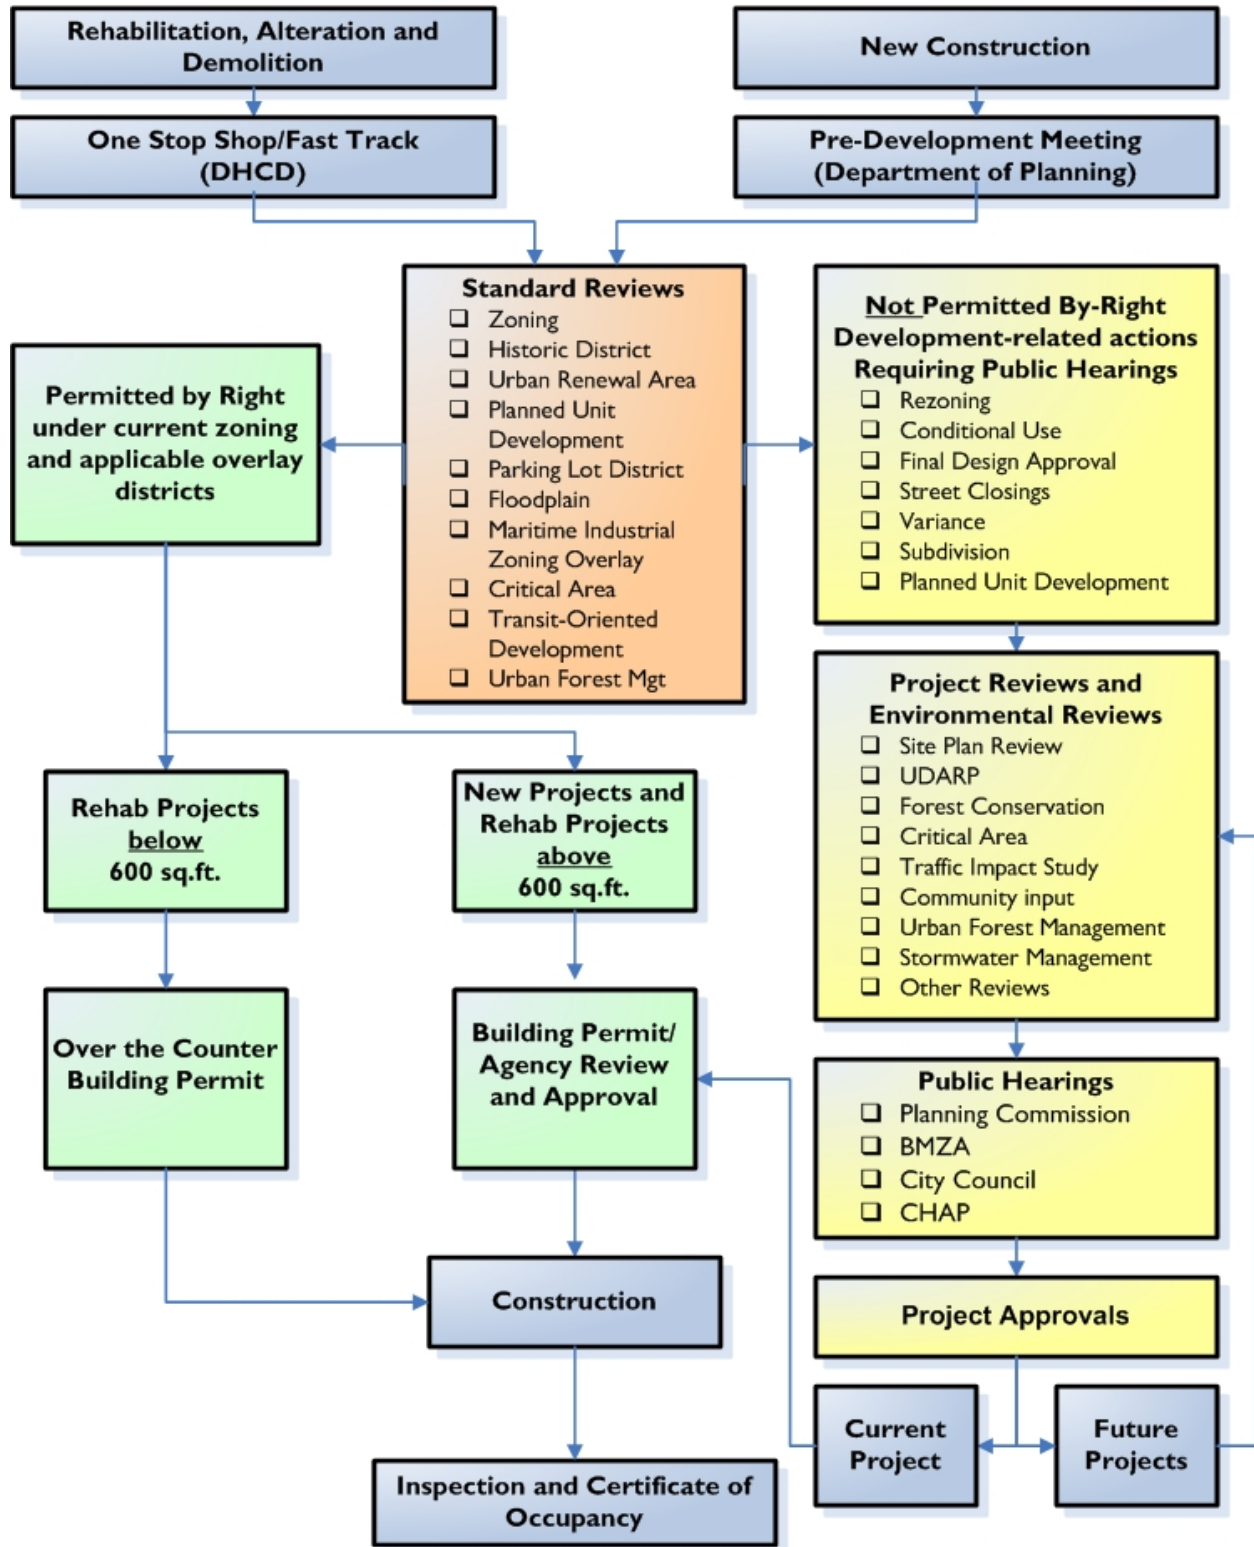 Rehabilitation, Alteration and
Demolition
New Construction
One Stop Shop/Fast Track
(DHCD)
Pre-Development Meeting
(Department of Planning)
Standard Reviews
❑ Zoning
❑ Historic District
❑ Urban Renewal Area
❑ Planned Unit
Development
❑ Parking Lot District
❑ Floodplain
❑ Maritime Industrial
Zoning Overlay
❑ Critical Area
❑ Transit-Oriented
Development
❑ Urban Forest Mgt
Not Permitted By-Right
Development-related actions
Requiring Public Hearings
❑ Rezoning
❑ Conditional Use
❑ Final Design Approval
❑ Street Closings
❑ Variance
❑ Subdivision
❑ Planned Unit Development
Permitted by Right
under current zoning
and applicable overlay
districts
Project Reviews and
Environmental Reviews
❑ Site Plan Review
❑ UDARP
❑ Forest Conservation
❑ Critical Area
❑ Traffic Impact Study
❑ Community input
❑ Urban Forest Management
❑ Stormwater Management
❑ Other Reviews
Rehab Projects
below
600 sq.ft.
New Projects and
Rehab Projects
above
600 sq.ft.
Over the Counter
Building Permit
Building Permit/
Agency Review
and Approval
Public Hearings
❑ Planning Commission
❑ BMZA
❑ City Council
❑ CHAP
Construction
Project Approvals
Current
Project
Future
Projects
Inspection and Certificate of
Occupancy